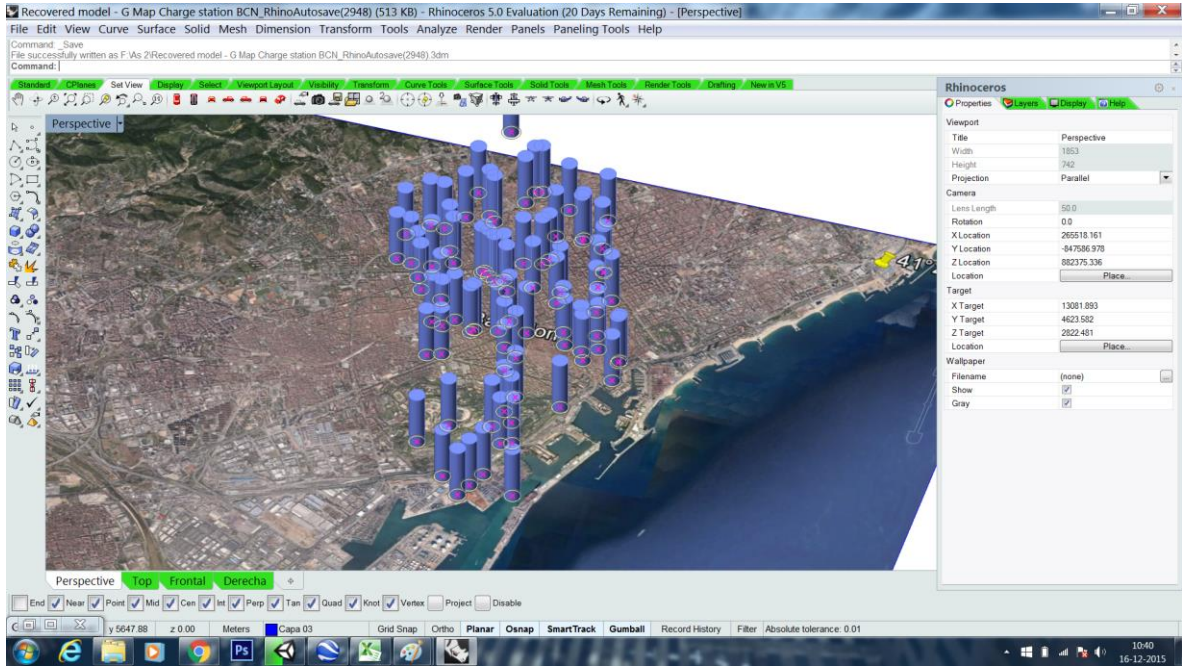 Recovered model - G Map Charge station BCN_RhinoAutosave(2948) (513 KB) - Rhinoceros 5.0 Evaluation (20 Days Remaining) - [Perspective]
File Edit View Curve Surface Solid Mesh Dimension Transform Tools Analyze Render Panels Paneling Tools Help
Command: _Save
File successfully written as F:\As 2\Recovered model - G Map Charge station BCN_RhinoAutosave(2948).3dm
Command:
Standard CPlanes Set View Display Select Viewport Layout Visibility Transform Curve Tools Surface Tools Solid Tools Mesh Tools Render Tools Drafting New in V5
Perspective
41°
on
Rhinoceros
Properties Layers Display Help
Viewport
Title Perspective
Width 1853
Height 742
Projection Parallel
Camera
Lens Length 50.0
Rotation 0.0
X Location 265518.161
Y Location -847586.978
Z Location 882375.336
Location Place...
Target
X Target 13081.893
Y Target 4623.582
Z Target 2822.481
Location Place...
Wallpaper
Filename (none) ...
Show
Gray
Perspective Top Frontal Derecha
End Near Point Mid Cen Int Perp Tan Quad Knot Vertex Project Disable
y 5647.88 z 0.00 Meters Capa 03 Grid Snap Ortho Planar Osnap SmartTrack Gumball Record History Filter Absolute tolerance: 0.01
Ps
10:40
16-12-2015